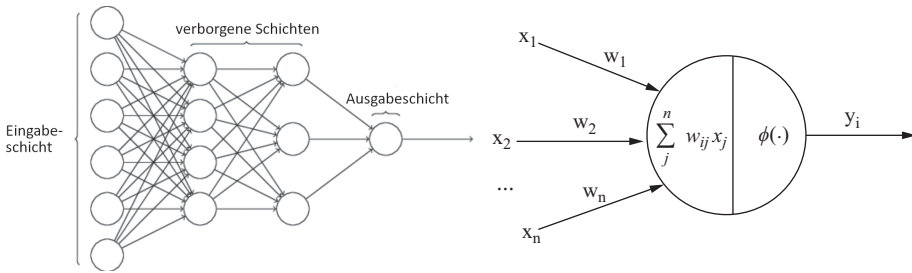 verborgene Schichten
Eingabe-
schicht
Ausgabeschicht
x1
w1
x2
w2
...
wn
xn
n
∑ wij xj
j
ϕ(·)
yi